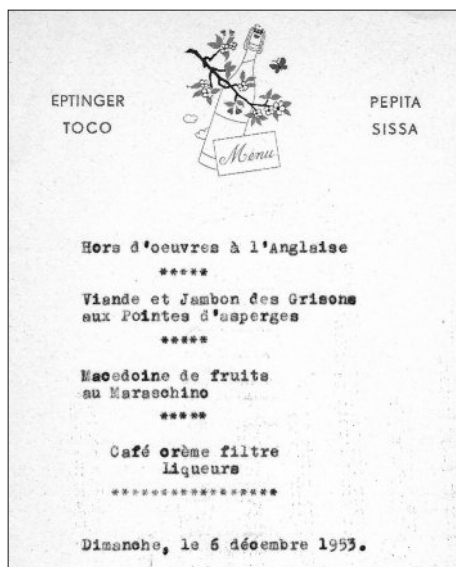 EPTINGER
TOCO
PEPITA
SISSA
Menu
Hors d'oeuvres à l'Anglaise
*****
Viande et Jambon des Grisons
aux Pointes d'asperges
*****
Macedoine de fruits
au Maraschino
*****
Café crème filtre
Liqueurs
*****************
Dimanche, le 6 décembre 1953.